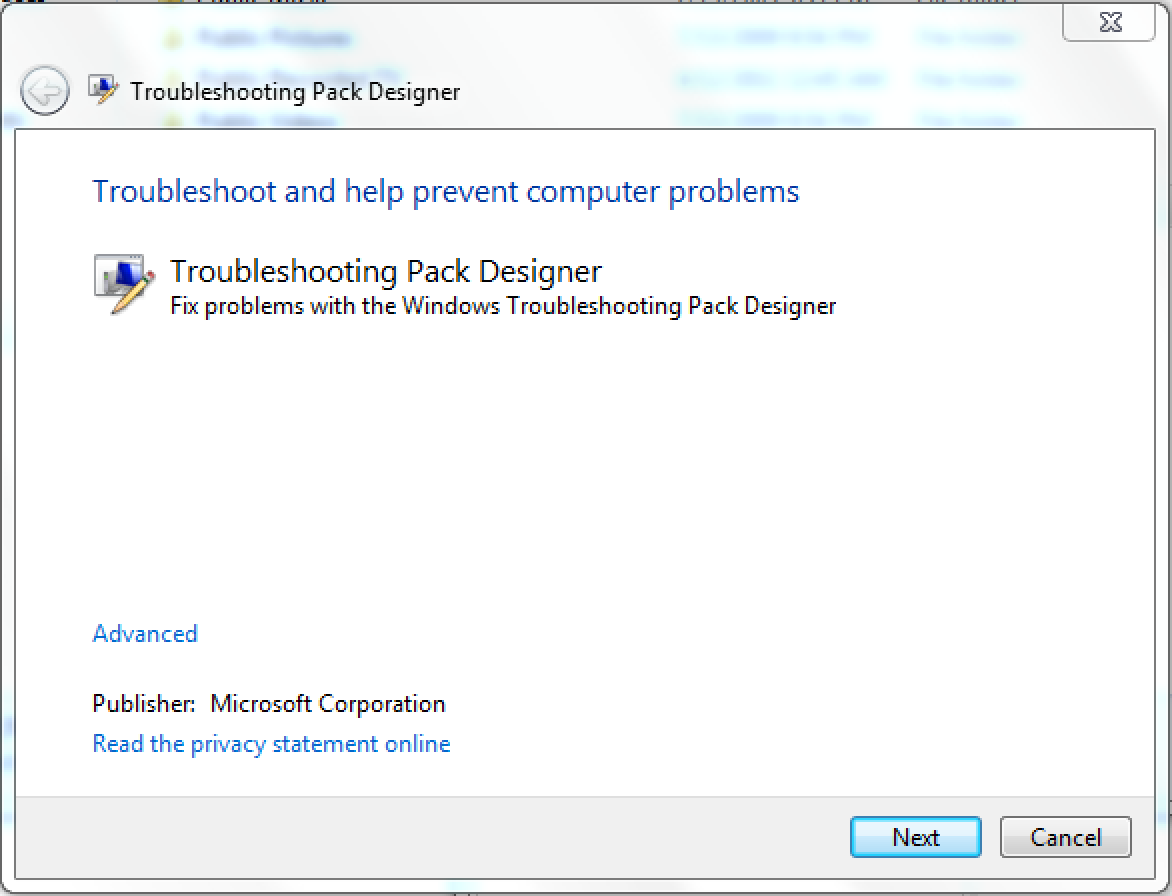 Troubleshooting Pack Designer
Troubleshoot and help prevent computer problems
Troubleshooting Pack Designer
Fix problems with the Windows Troubleshooting Pack Designer
Advanced
Publisher: Microsoft Corporation
Read the privacy statement online
Next Cancel